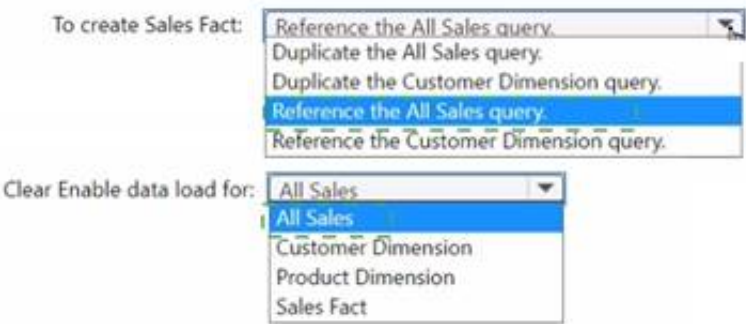 To create Sales Fact: Reference the All Sales query.
Duplicate the All Sales query.
Duplicate the Customer Dimension query.
Reference the All Sales query.
Reference the Customer Dimension query.
Clear Enable data load for: All Sales
All Sales
Customer Dimension
Product Dimension
Sales Fact